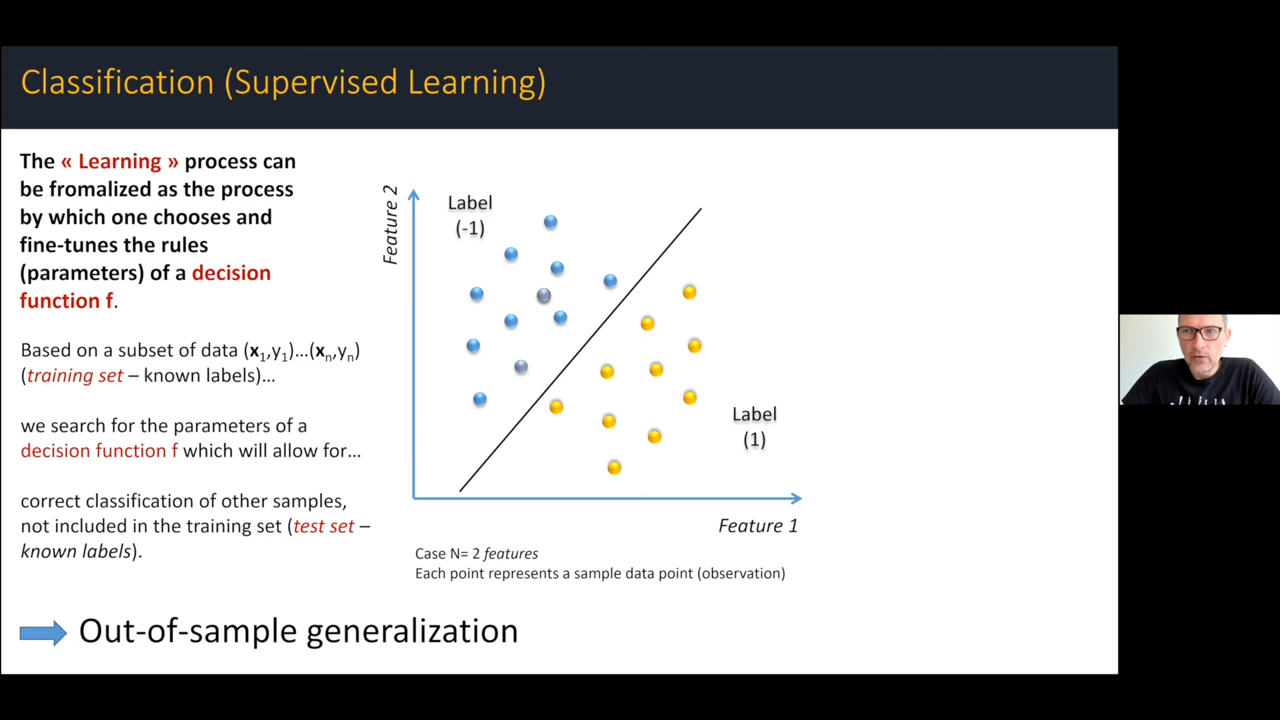 Classification (Supervised Learning)
The « Learning » process can
be fromalized as the process
by which one chooses and
fine-tunes the rules
(parameters) of a decision
function f.
Based on a subset of data (x1,y1)...(xn,yn)
(training set – known labels)...
we search for the parameters of a
decision function f which will allow for...
correct classification of other samples,
not included in the training set (test set –
known labels).
Out-of-sample generalization
Feature 2
Label
(-1)
Label
(1)
Feature 1
Case N= 2 features
Each point represents a sample data point (observation)